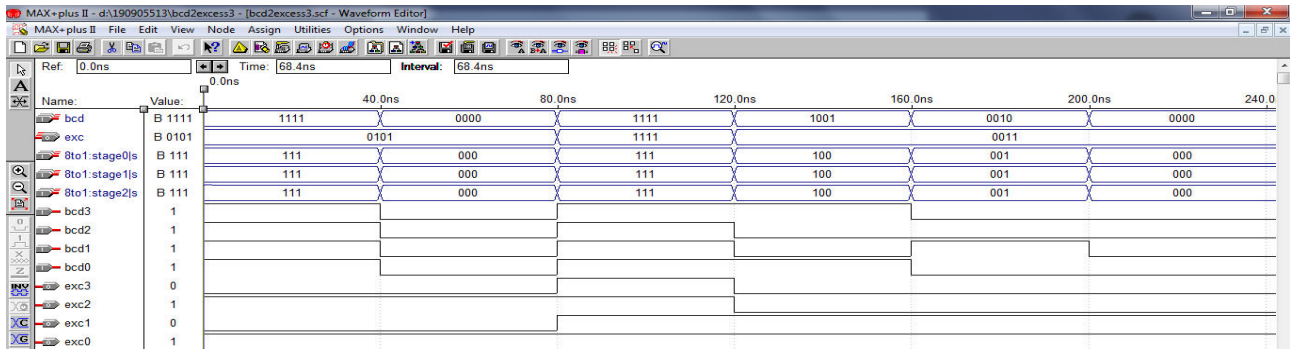 MAX+plus II - d:\190905513\bcd2excess3 - [bcd2excess3.scf - Waveform Editor]
MAX+plus II File Edit View Node Assign Utilities Options Window Help
Ref: 0.0ns Time: 68.4ns Interval: 68.4ns
0.0ns
Name: Value: 40.0ns 80.0ns 120.0ns 160.0ns 200.0ns 240.0
bcd B 1111 1111 0000 1111 1001 0010 0000
exc B 0101 0101 1111 0011
8to1:stage0|s B 111 111 000 111 100 001 000
8to1:stage1|s B 111 111 000 111 100 001 000
8to1:stage2|s B 111 111 000 111 100 001 000
bcd3 1
bcd2 1
bcd1 1
bcd0 1
exc3 0
exc2 1
exc1 0
exc0 1